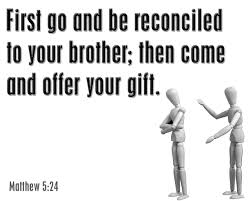 First go and be reconciled
to your brother; then come
and offer your gift.
Matthew 5:24